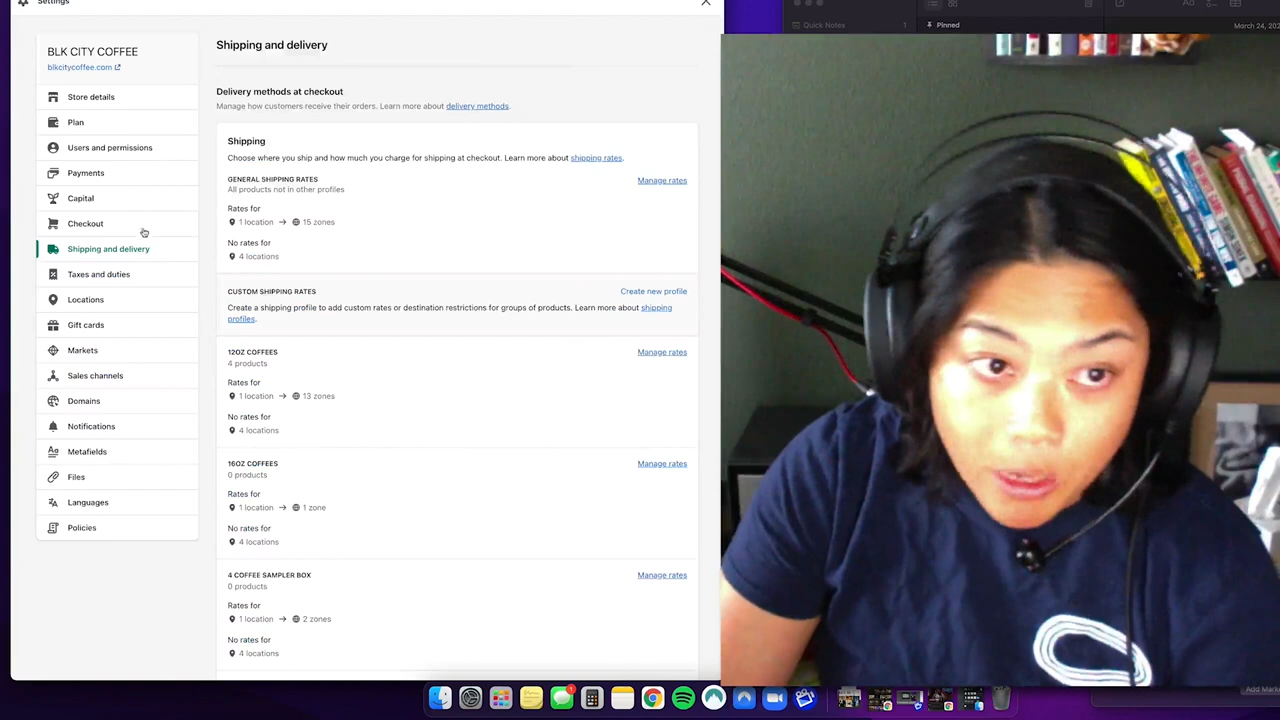 Settings
BLK CITY COFFEE
blkcitycoffee.com
Store details
Plan
Users and permissions
Payments
Capital
Checkout
Shipping and delivery
Taxes and duties
Locations
Gift cards
Markets
Sales channels
Domains
Notifications
Metafields
Files
Languages
Policies
Shipping and delivery
Delivery methods at checkout
Manage how customers receive their orders. Learn more about delivery methods.
Shipping
Choose where you ship and how much you charge for shipping at checkout. Learn more about shipping rates.
GENERAL SHIPPING RATES
Manage rates
All products not in other profiles
Rates for
1 location → 15 zones
No rates for
4 locations
CUSTOM SHIPPING RATES
Create new profile
Create a shipping profile to add custom rates or destination restrictions for groups of products. Learn more about shipping
profiles.
12OZ COFFEES
Manage rates
4 products
Rates for
1 location → 13 zones
No rates for
4 locations
16OZ COFFEES
Manage rates
0 products
Rates for
1 location → 1 zone
No rates for
4 locations
4 COFFEE SAMPLER BOX
Manage rates
0 products
Rates for
1 location → 2 zones
No rates for
4 locations
Quick Notes
1
Pinned
March 24, 202
Aa
1
Add Mark